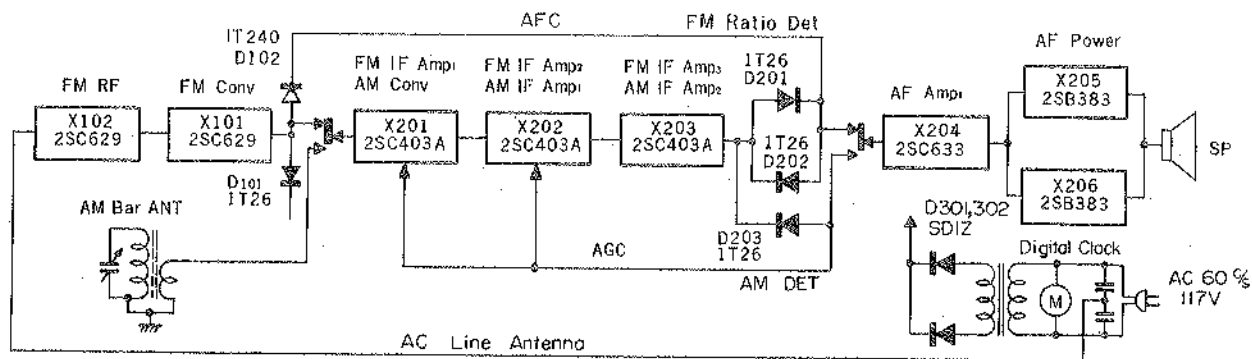 AFC
FM Ratio Det
1T240
D102
FM RF
X102
2SC629
FM Conv
X101
2SC629
D101
1T26
FM IF Amp1
AM Conv
X201
2SC403A
FM IF Amp2
AM IF Amp1
X202
2SC403A
FM IF Amp3
AM IF Amp2
X203
2SC403A
1T26
D201
1T26
D202
D203
1T26
AF Amp1
X204
2SC633
AF Power
X205
2SB383
X206
2SB383
SP
AM Bar ANT
AGC
AM DET
D301,302
SD1Z
Digital Clock
M
AC 60 c/s
117V
AC Line Antenna